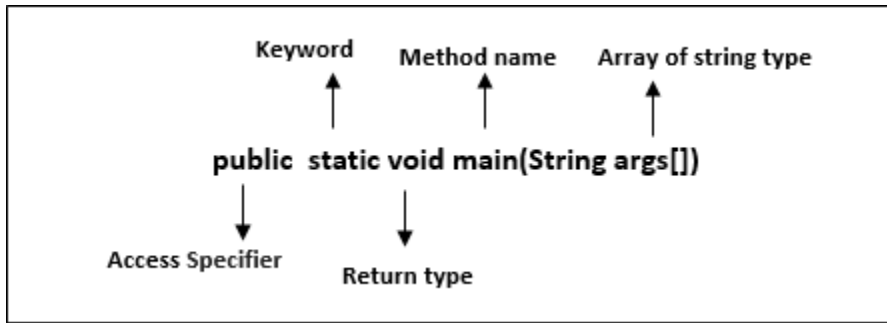 Keyword
Method name
Array of string type
public static void main(String args[])
Access Specifier
Return type